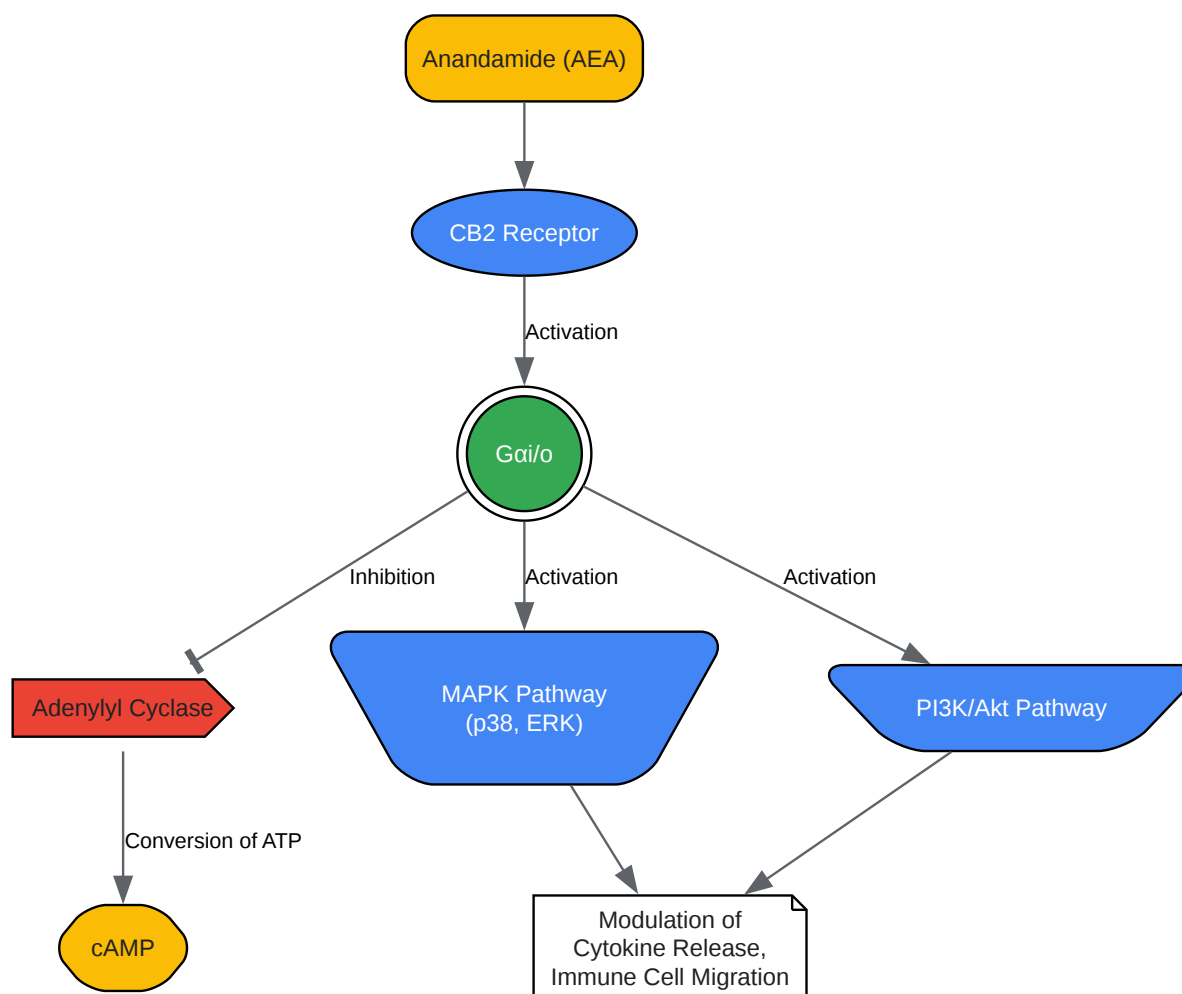 Anandamide (AEA)
CB2 Receptor
Activation
Gαi/o
Inhibition
Activation
Activation
Adenylyl Cyclase
MAPK Pathway
(p38, ERK)
PI3K/Akt Pathway
Conversion of ATP
cAMP
Modulation of
Cytokine Release,
Immune Cell Migration